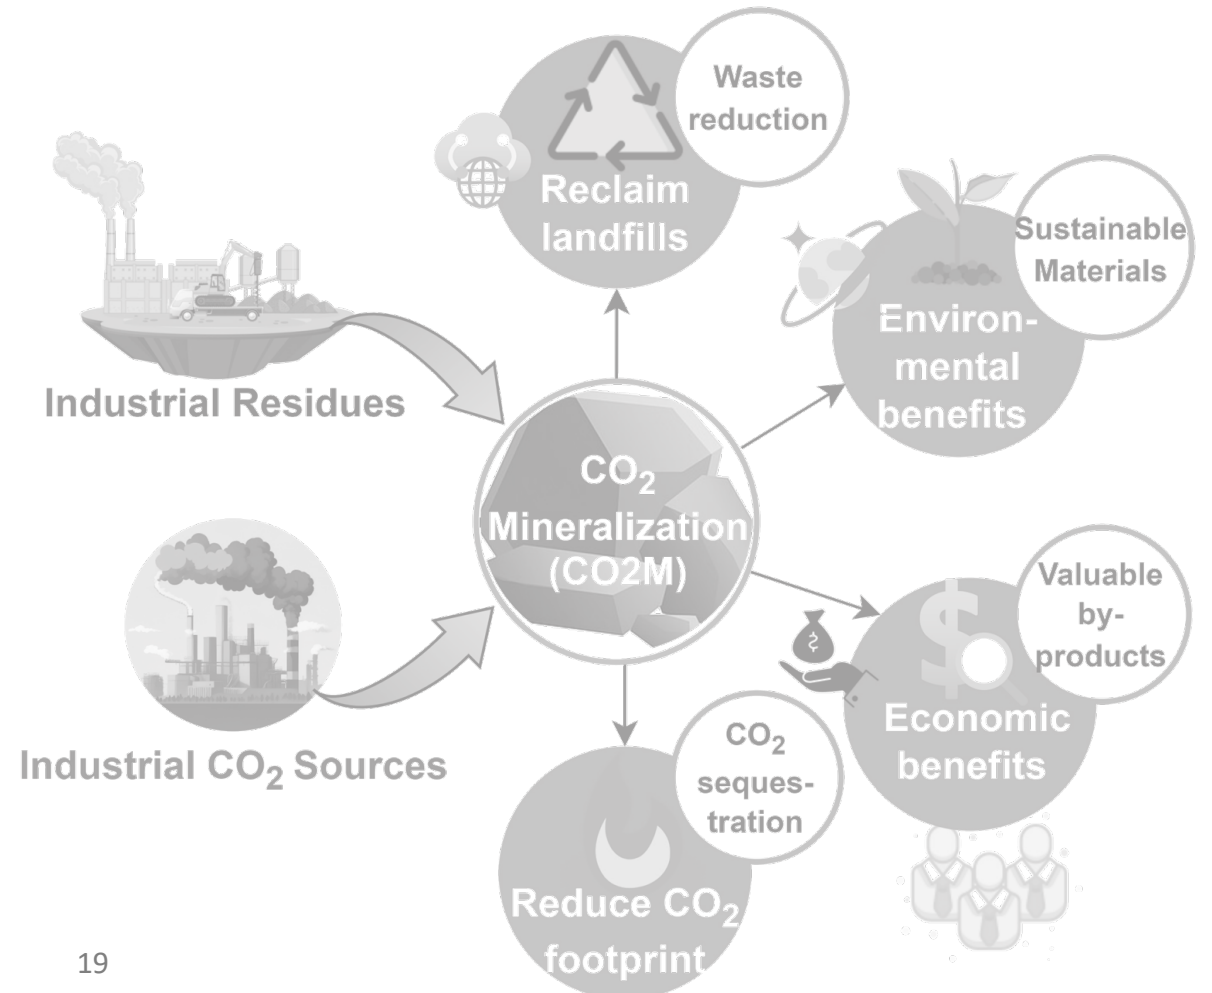 Waste
reduction
Reclaim
landfills
Sustainable
Materials
Environ-
mental
benefits
Industrial Residues
CO₂
Mineralization
(CO2M)
Industrial CO₂ Sources
Valuable
by-
products
$
Economic
benefits
CO₂
seques-
tration
Reduce CO₂
footprint
19